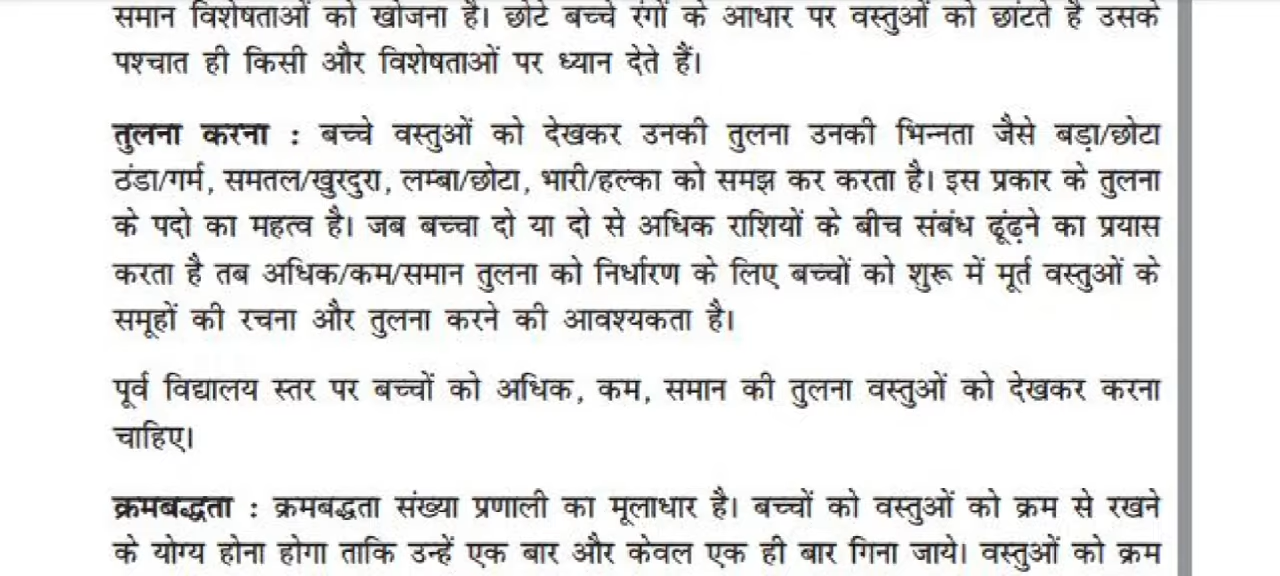 समान विशेषताओं को खोजना है। छोटे बच्चे रंगों के आधार पर वस्तुओं को छांटते है उसके
पश्चात ही किसी और विशेषताओं पर ध्यान देते हैं।
तुलना करना : बच्चे वस्तुओं को देखकर उनकी तुलना उनकी भिन्नता जैसे बड़ा/छोटा
ठंडा/गर्म, समतल/खुरदुरा, लम्बा/छोटा, भारी/हल्का को समझ कर करता है। इस प्रकार के तुलना
के पदो का महत्व है। जब बच्चा दो या दो से अधिक राशियों के बीच संबंध ढूंढ़ने का प्रयास
करता है तब अधिक/कम/समान तुलना को निर्धारण के लिए बच्चों को शुरू में मूर्त वस्तुओं के
समूहों की रचना और तुलना करने की आवश्यकता है।
पूर्व विद्यालय स्तर पर बच्चों को अधिक, कम, समान की तुलना वस्तुओं को देखकर करना
चाहिए।
क्रमबद्धता : क्रमबद्धता संख्या प्रणाली का मूलाधार है। बच्चों को वस्तुओं को क्रम से रखने
के योग्य होना होगा ताकि उन्हें एक बार और केवल एक ही बार गिना जाये। वस्तुओं को क्रम